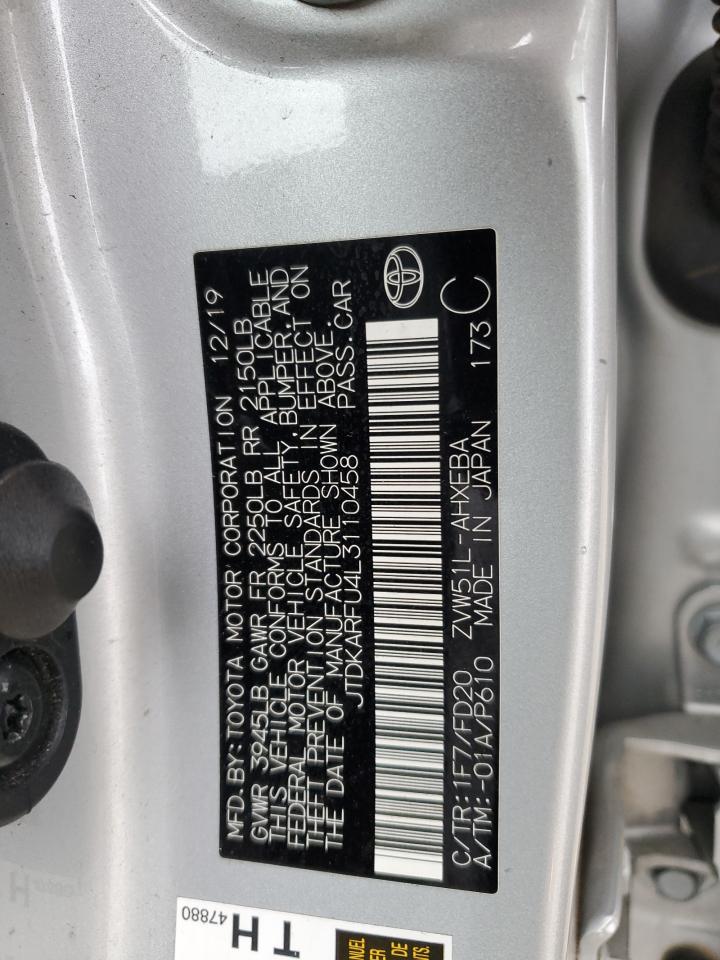 MFD. BY: TOYOTA MOTOR CORPORATION 12/19
GVWR 3945LB GAWR FR 2250LB RR 2150LB
THIS VEHICLE CONFORMS TO ALL APPLICABLE
FEDERAL MOTOR VEHICLE SAFETY, BUMPER, AND
THEFT PREVENTION STANDARDS IN EFFECT ON
THE DATE OF MANUFACTURE SHOWN ABOVE.
JTDKARFU4L3110458 PASS. CAR
C/TR: 1F7/FD20 ZVW51L-AHXEBA
A/TM: -01A/P610 MADE IN JAPAN 173 C
47880
TH